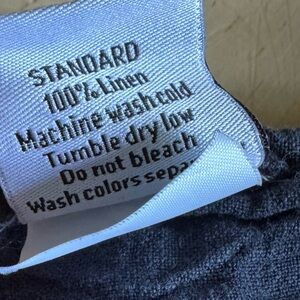 STANDARD
100% Linen
Machine wash cold
Tumble dry low
Do not bleach
Wash colors